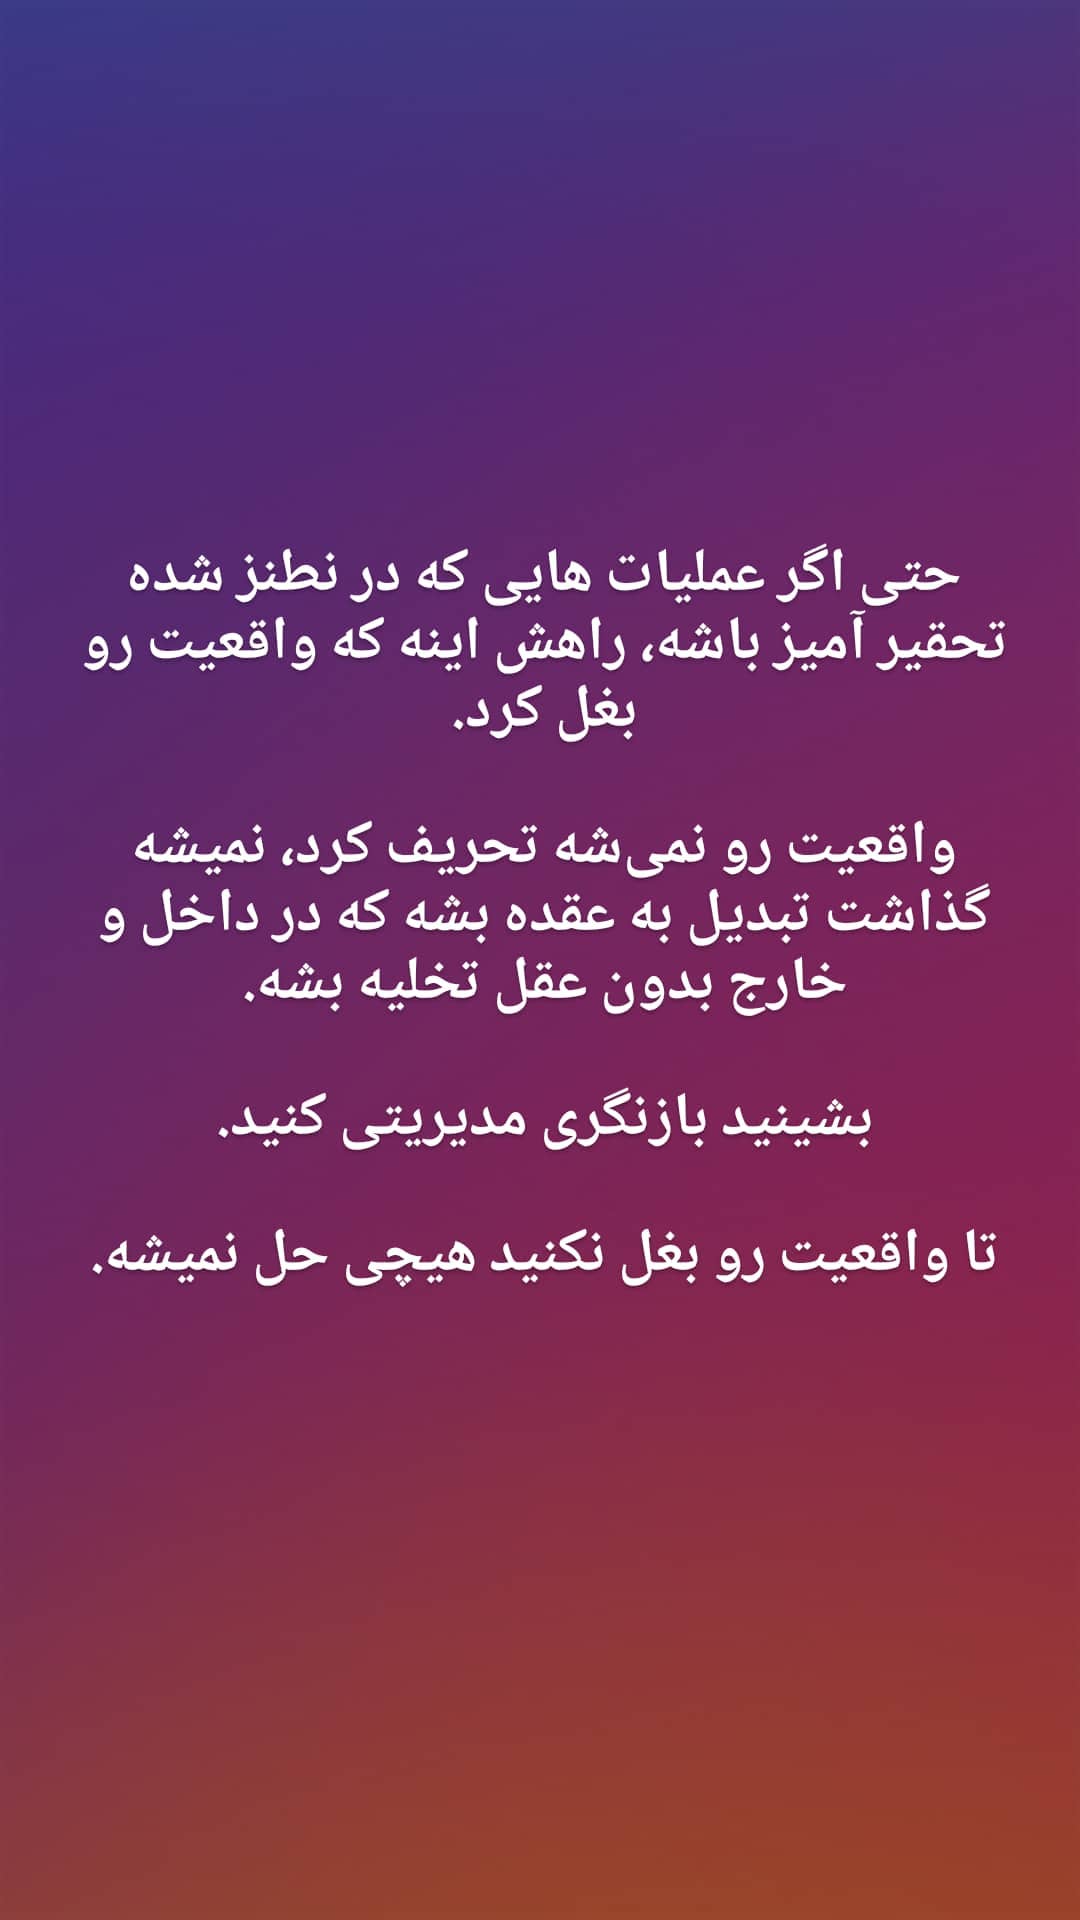 حتی اگر عملیات هایی که در نطنز شده
تحقیر آمیز باشه، راهش اینه که واقعیت رو
بغل کرد.
واقعیت رو نمی‌شه تحریف کرد، نمیشه
گذاشت تبدیل به عقده بشه که در داخل و
خارج بدون عقل تخلیه بشه.
بشینید بازنگری مدیریتی کنید.
تا واقعیت رو بغل نکنید هیچی حل نمیشه.